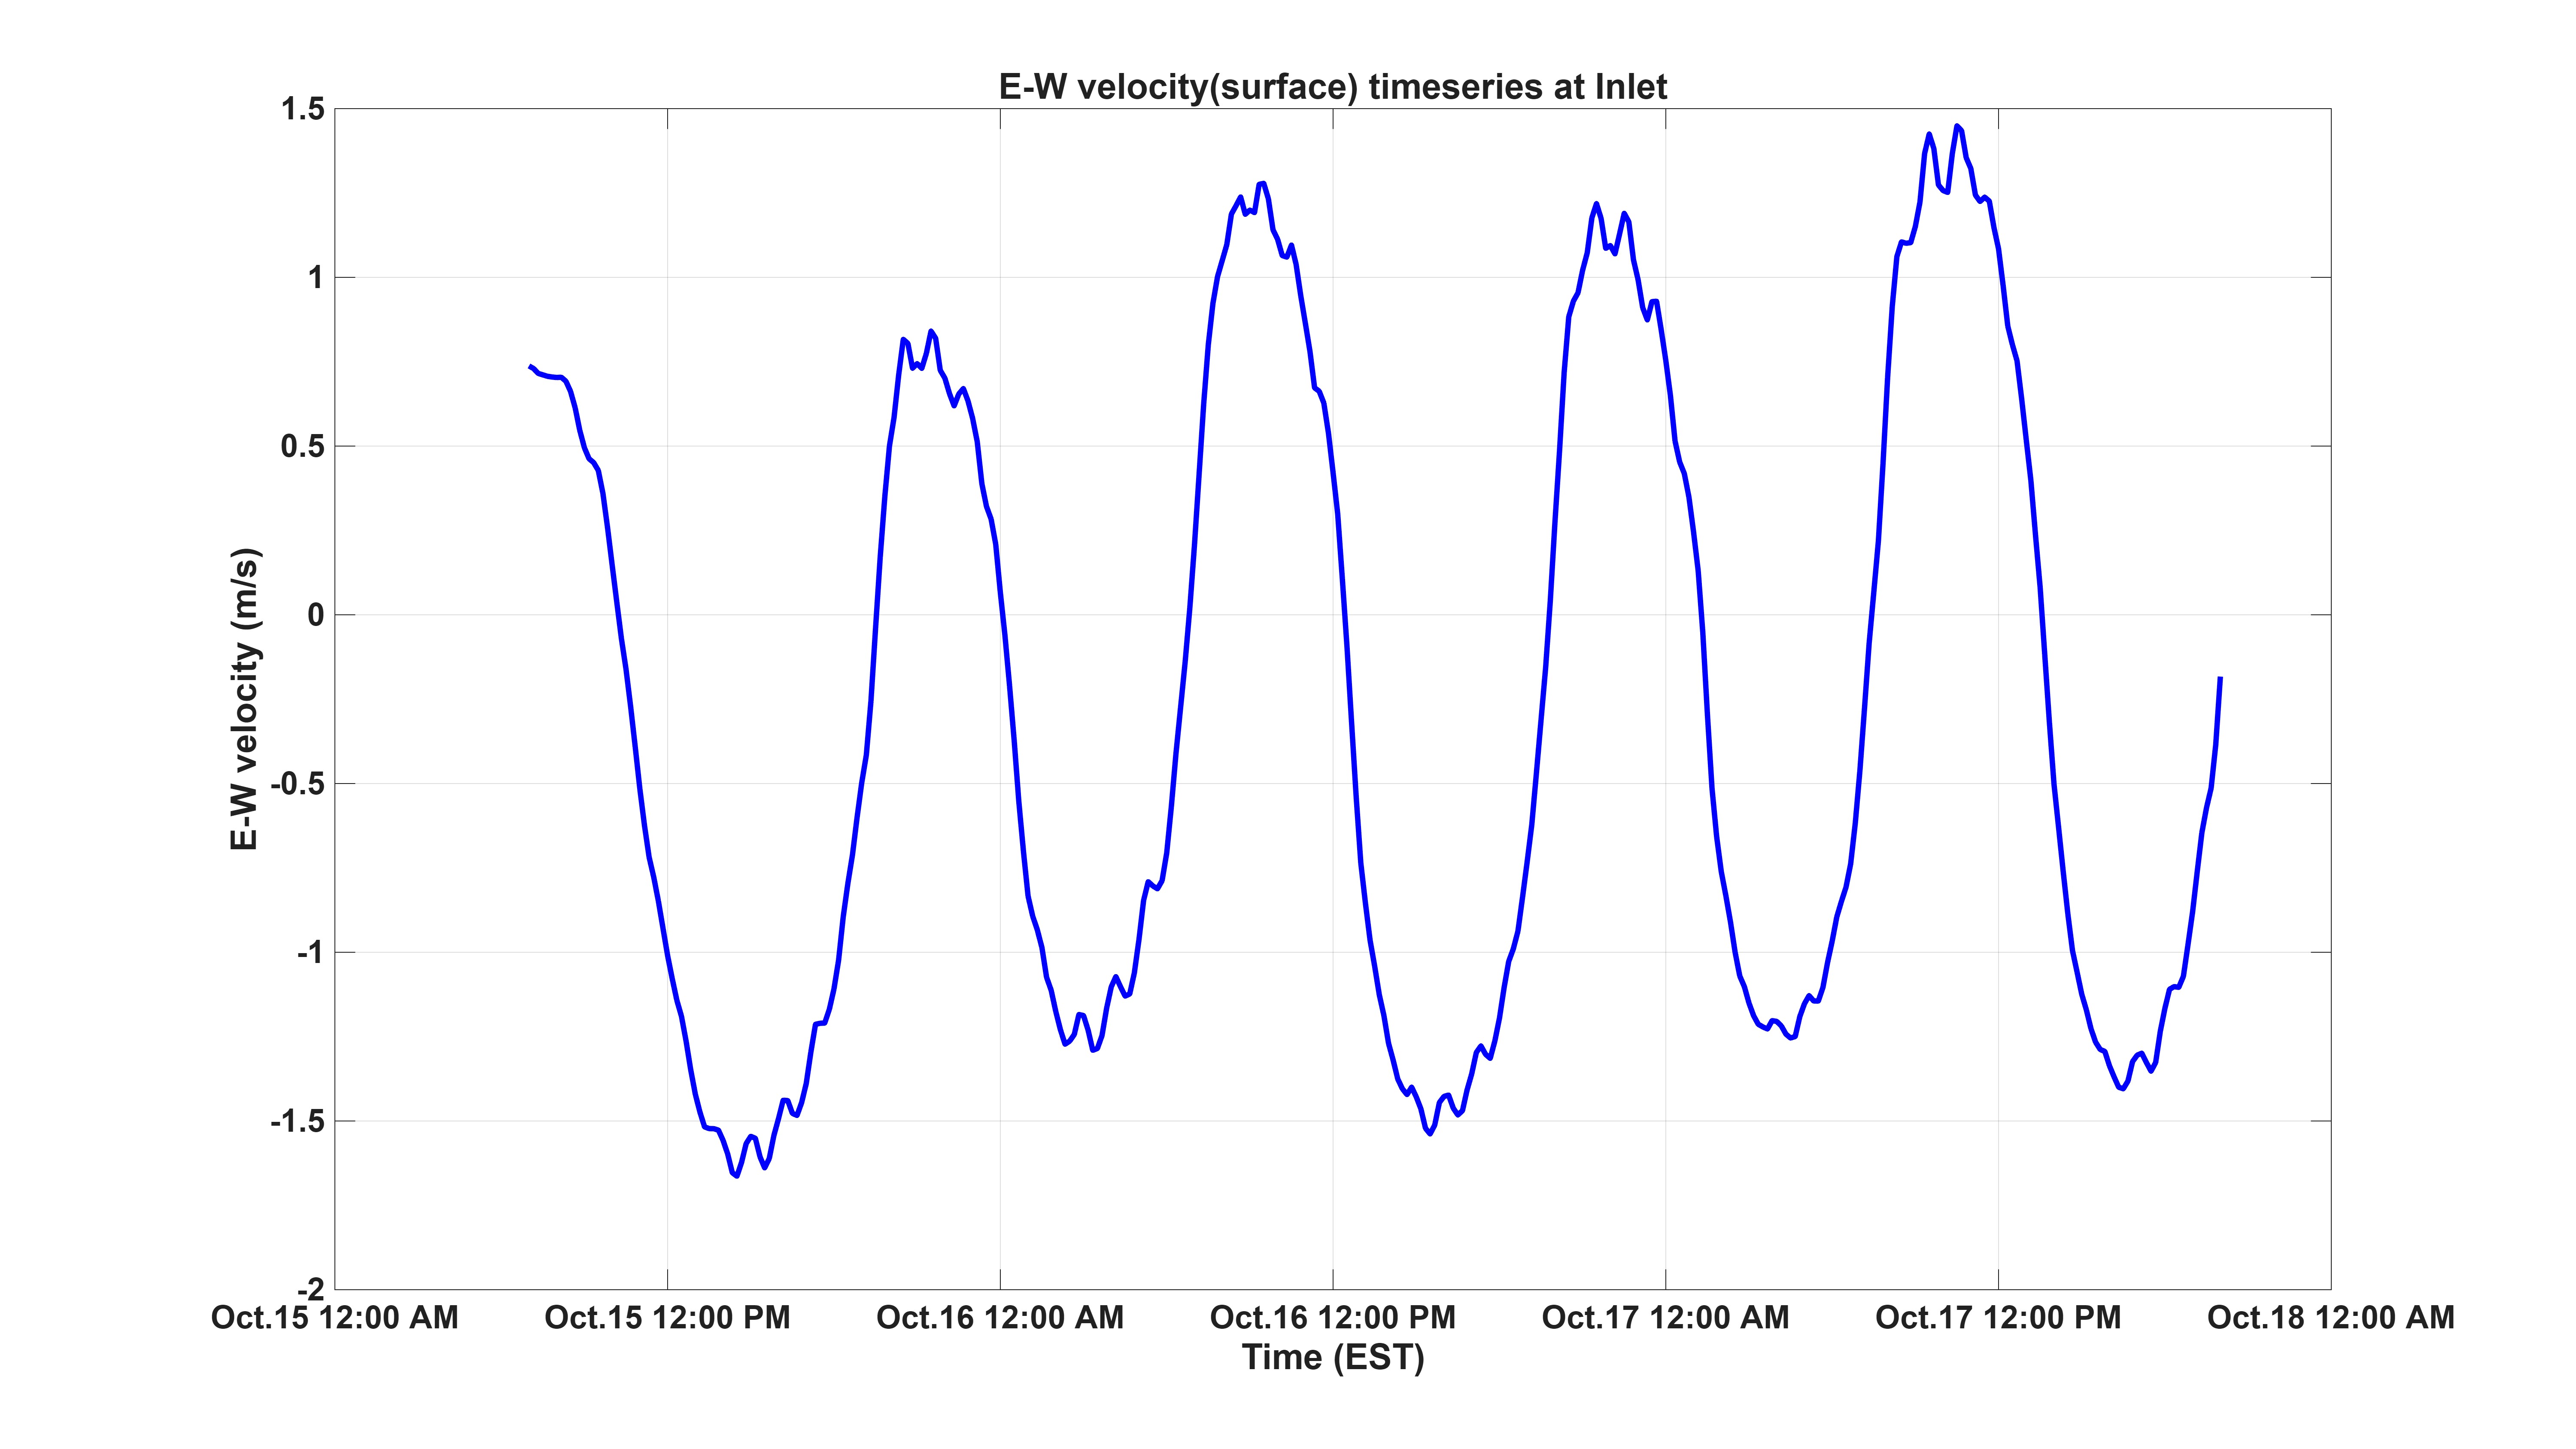 E-W velocity(surface) timeseries at Inlet
1.5
1
0.5
0
-0.5
-1
-1.5
-2
E-W velocity (m/s)
Oct.15 12:00 AM
Oct.15 12:00 PM
Oct.16 12:00 AM
Oct.16 12:00 PM
Oct.17 12:00 AM
Oct.17 12:00 PM
Oct.18 12:00 AM
Time (EST)